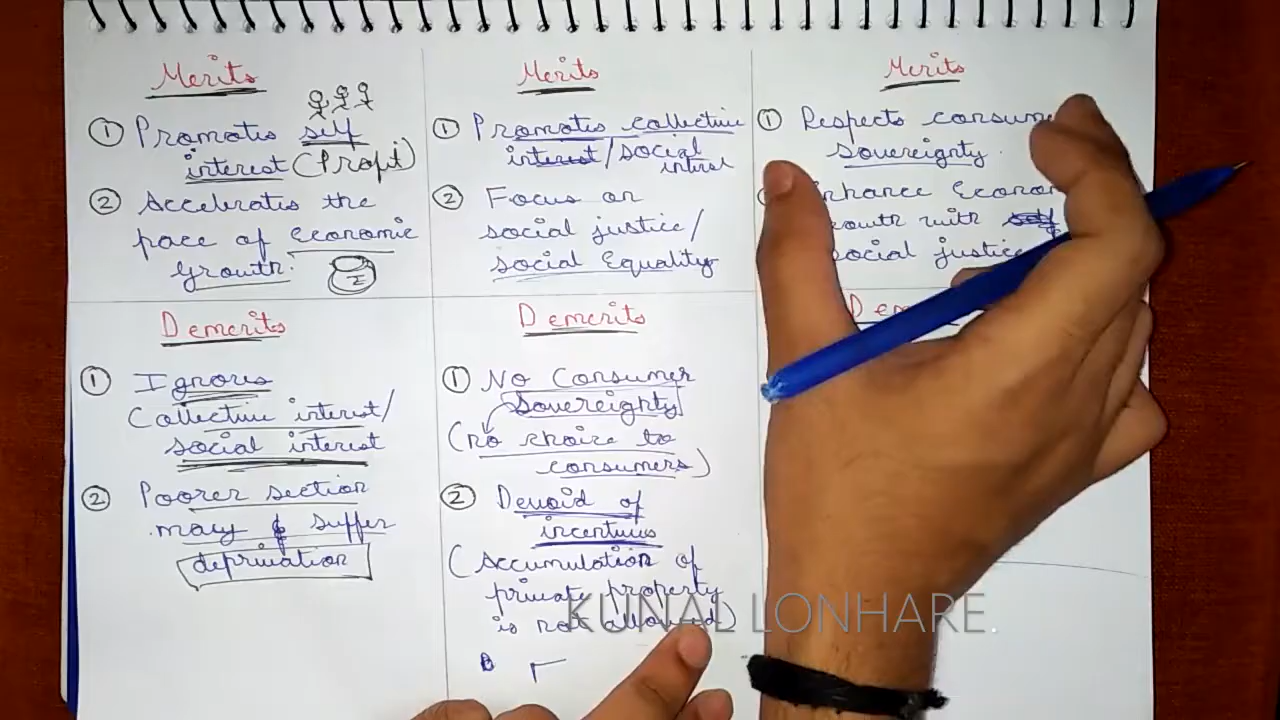 Merits
① Promotes self
interest (Profit)
② Accelerates the
pace of economic
growth.
Demerits
① Ignores
Collective interest/
social interest
② Poorer section
may suffer
deprivation
Merits
① Promotes collective
interest/social
intrest
② Focus on
social justice/
social Equality
Demerits
① No Consumer
Sovereignty
(no choice to
consumers)
② Devoid of
incentives
(Accumulation of
private property
is not allowed)
Merits
① Respects
sovereignty.
with
social justice
Demerits
KUNAL LONHARE.